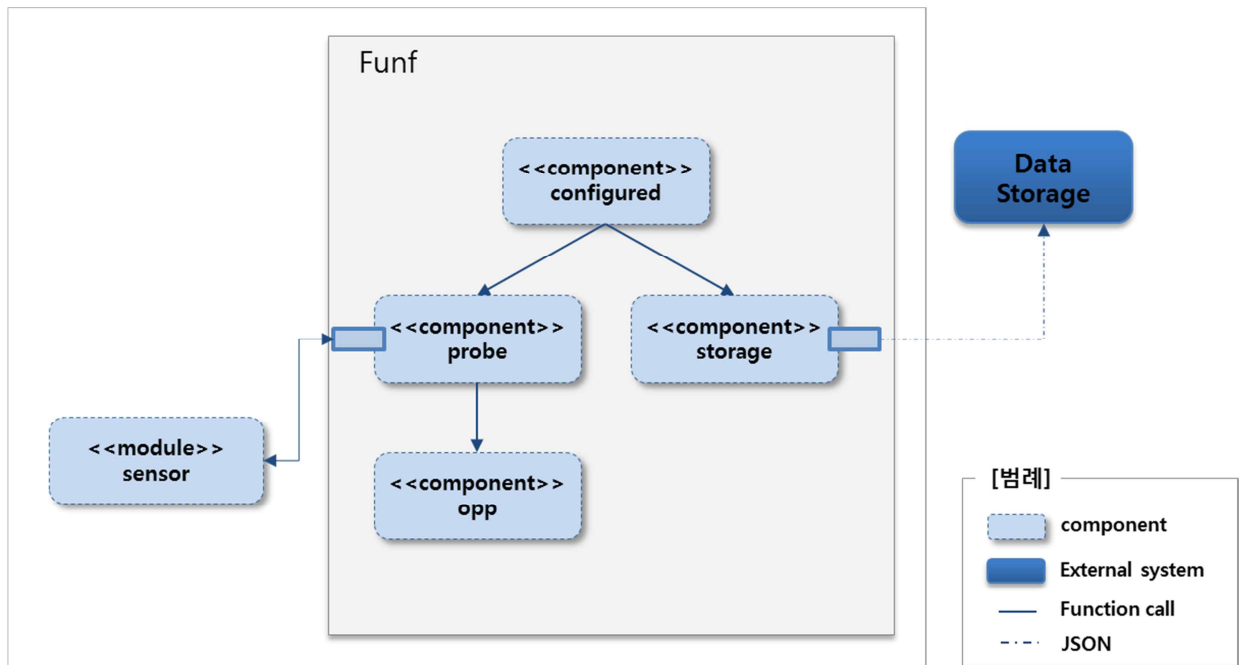 Funf
<<component>>
configured
Data
Storage
<<component>>
probe
<<component>>
storage
<<module>>
sensor
<<component>>
opp
[범례]
component
External system
Function call
JSON